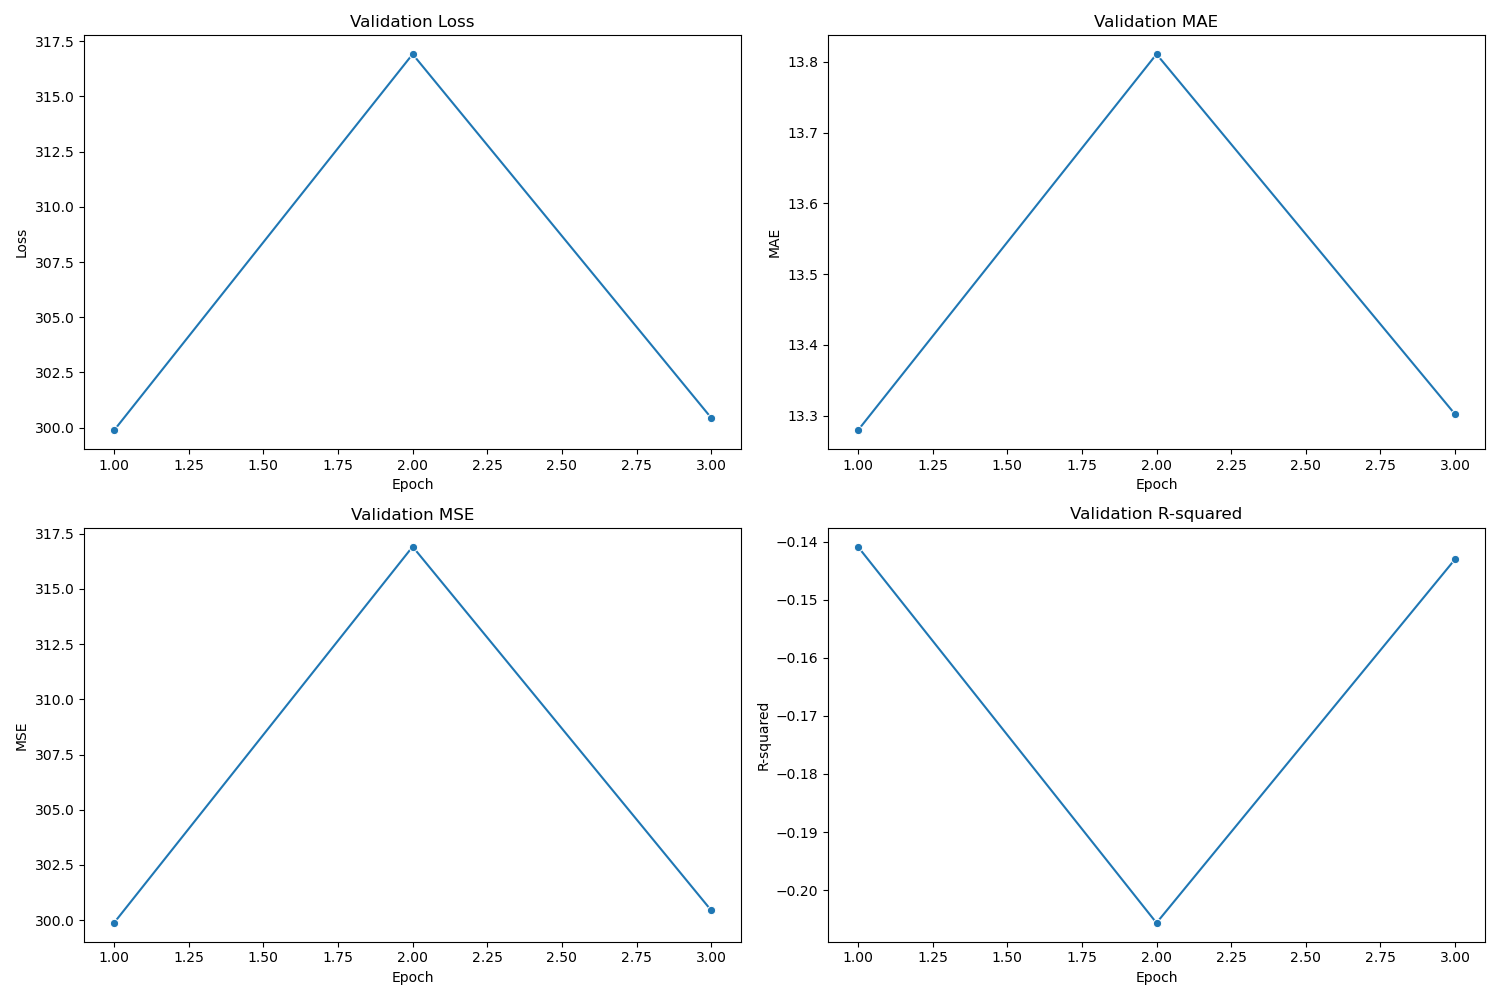 Validation Loss
317.5
315.0
312.5
310.0
307.5
305.0
302.5
300.0
Loss
1.00 1.25 1.50 1.75 2.00 2.25 2.50 2.75 3.00
Epoch
Validation MAE
13.8
13.7
13.6
13.5
13.4
13.3
MAE
1.00 1.25 1.50 1.75 2.00 2.25 2.50 2.75 3.00
Epoch
Validation MSE
317.5
315.0
312.5
310.0
307.5
305.0
302.5
300.0
MSE
1.00 1.25 1.50 1.75 2.00 2.25 2.50 2.75 3.00
Epoch
Validation R-squared
−0.14
−0.15
−0.16
−0.17
−0.18
−0.19
−0.20
R-squared
1.00 1.25 1.50 1.75 2.00 2.25 2.50 2.75 3.00
Epoch